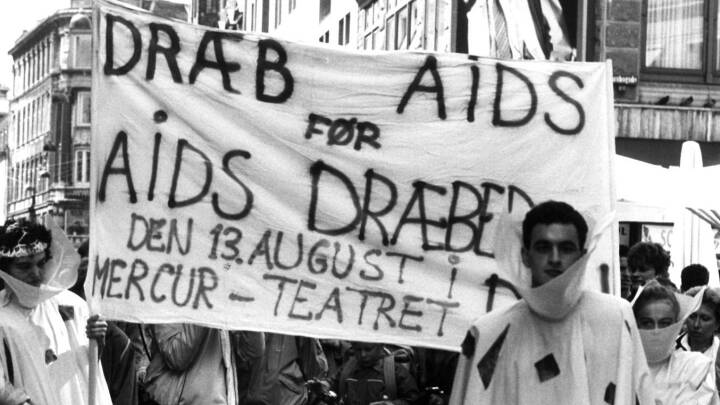 DRÆB AIDS
FØR
AIDS DRÆBER
DEN 13. AUGUST i
MERCUR - TEATRET